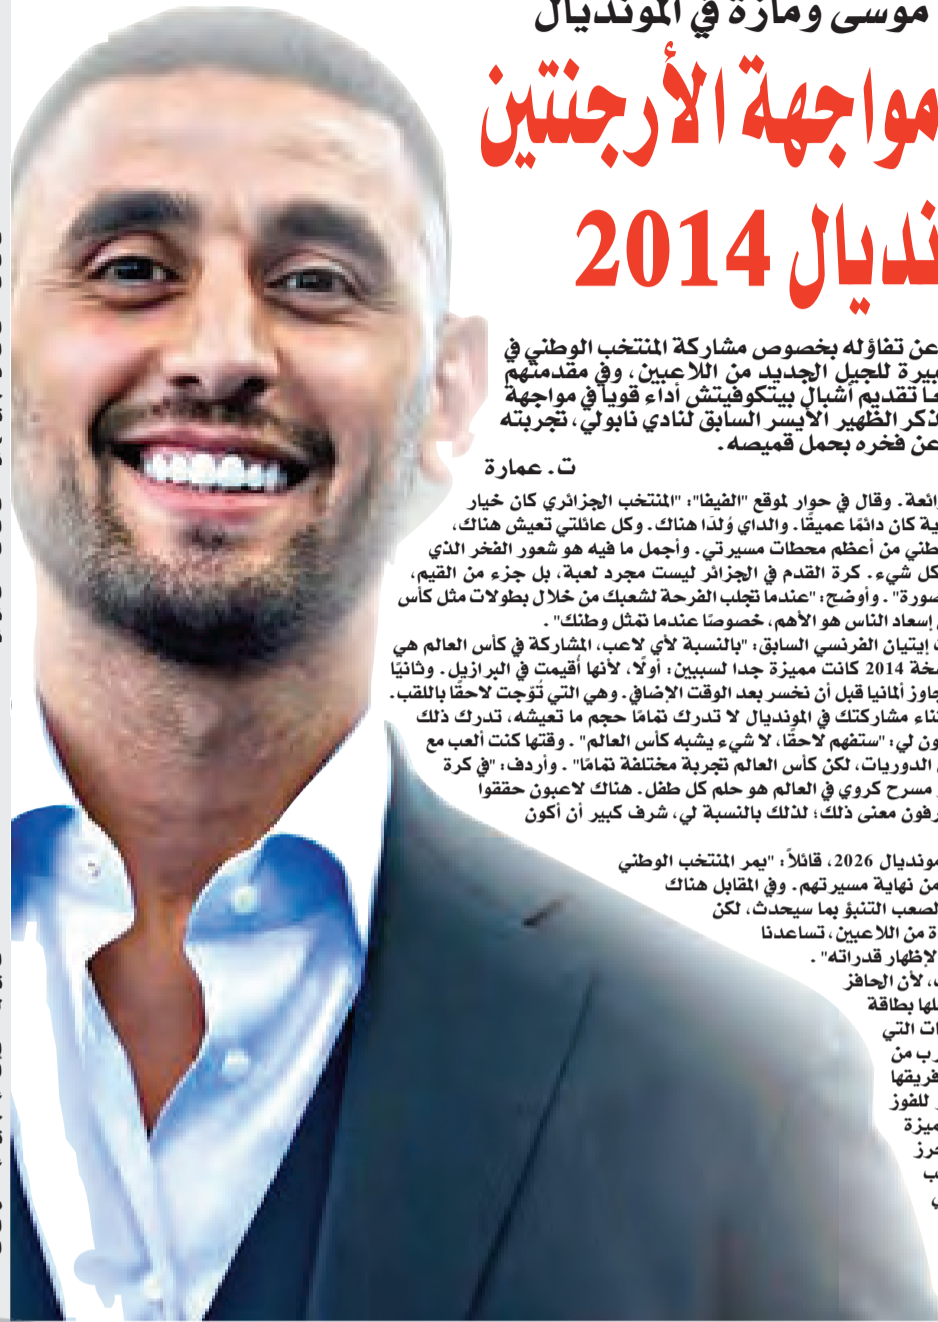 موسى ومازة في المونديال
مواجهة الأرجنتين
نديال 2014
عن تفاؤله بخصوص مشاركة المنتخب الوطني في
بيرة للجيل الجديد من اللاعبين، وفي مقدمتهم
تقديم أشبال بيتكوفيتش أداء قويا في مواجهة
ذكر الظهير الأيسر السابق لنادي نابولي، تجربته
عن فخره بحمل قميصه.
ت. عمارة
ائعة. وقال في حوار لموقع "الفيفا": "المنتخب الجزائري كان خيار
ية كان دائمًا عميقًا. والداي وُلدَا هناك. وكل عائلتي تعيش هناك،
طني من أعظم محطات مسيرتي. وأجمل ما فيه هو شعور الفخر الذي
كل شيء. كرة القدم في الجزائر ليست مجرد لعبة، بل جزء من القيم،
صورة". وأوضح: "عندما تجلب الفرحة لشعبك من خلال بطولات مثل كأس
إسعاد الناس هو الأهم، خصوصًا عندما تمثل وطنك".
إيتيان الفرنسي السابق: "بالنسبة لأي لاعب، المشاركة في كأس العالم هي
خة 2014 كانت مميزة جدا لسببين: أولًا، لأنها أُقيمت في البرازيل. وثانيًا
جاوز ألمانيا قبل أن نخسر بعد الوقت الإضافي. وهي التي تُوّجت لاحقًا باللقب.
ناء مشاركتك في المونديال لا تدرك تمامًا حجم ما تعيشه، تدرك ذلك
ون لي: "ستفهم لاحقًا، لا شيء يشبه كأس العالم". وقتها كنت ألعب مع
الدوريات، لكن كأس العالم تجربة مختلفة تمامًا". وأردف: "في كرة
مسرح كروي في العالم هو حلم كل طفل. هناك لاعبون حققوا
رفون معنى ذلك؛ لذلك بالنسبة لي، شرف كبير أن أكون
مونديال 2026، قائلاً: "يمر المنتخب الوطني
من نهاية مسيرتهم. وفي المقابل هناك
لصعب التنبؤ بما سيحدث، لكن
ة من اللاعبين، تساعدنا
لإظهار قدراته".
، لأن الحافز
لها بطاقة
ات التي
رب من
فريقها
للفوز
ميزة
حرز
ب